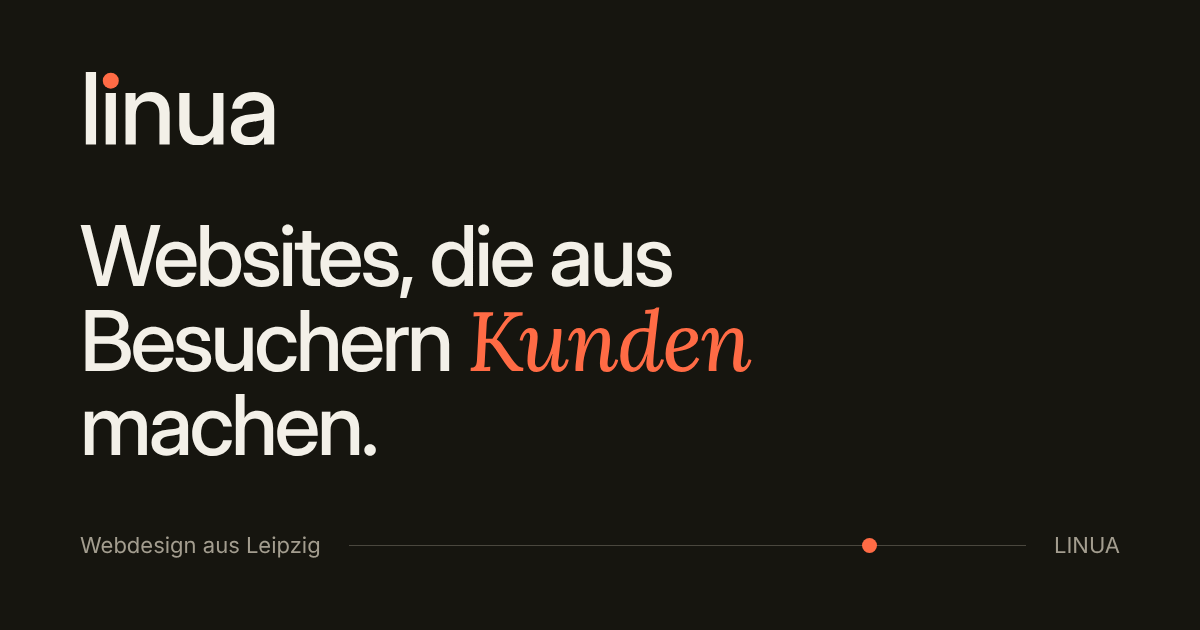 linua
Websites, die aus
Besuchern Kunden
machen.
Webdesign aus Leipzig
LINUA